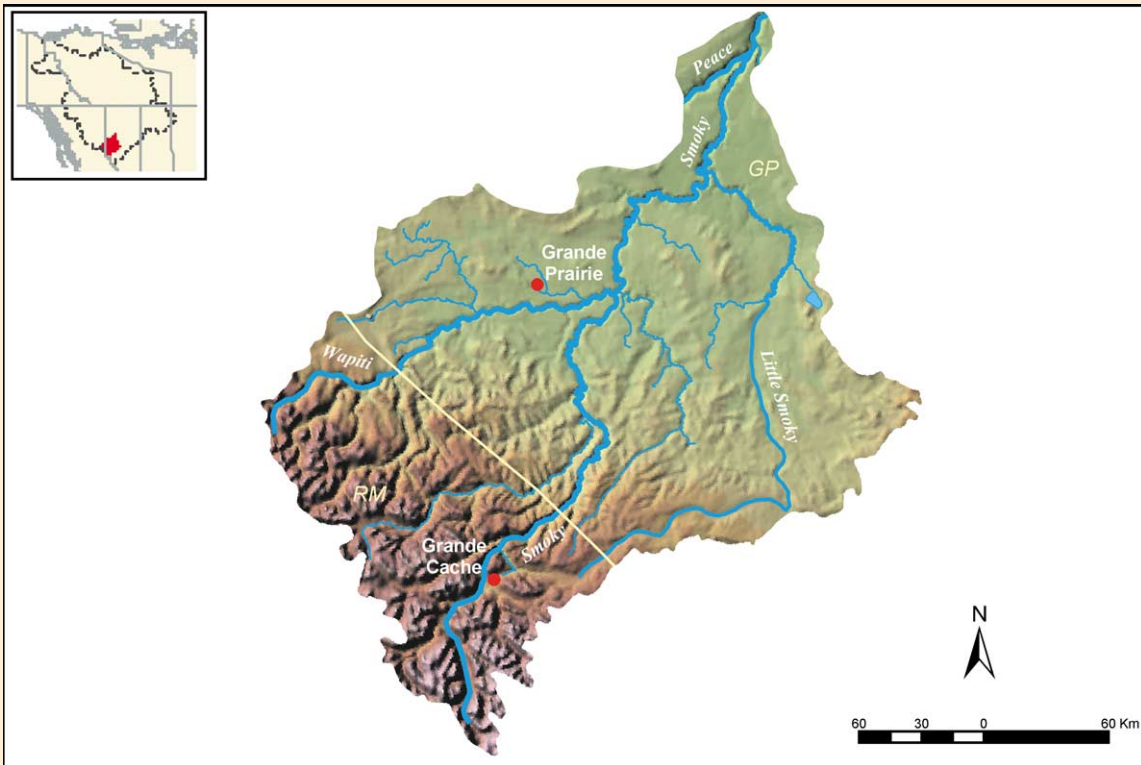 Peace
Smoky
GP
Grande
Prairie
Wapiti
Little Smoky
RM
Grande
Cache
Smoky
N
60 30 0 60 Km